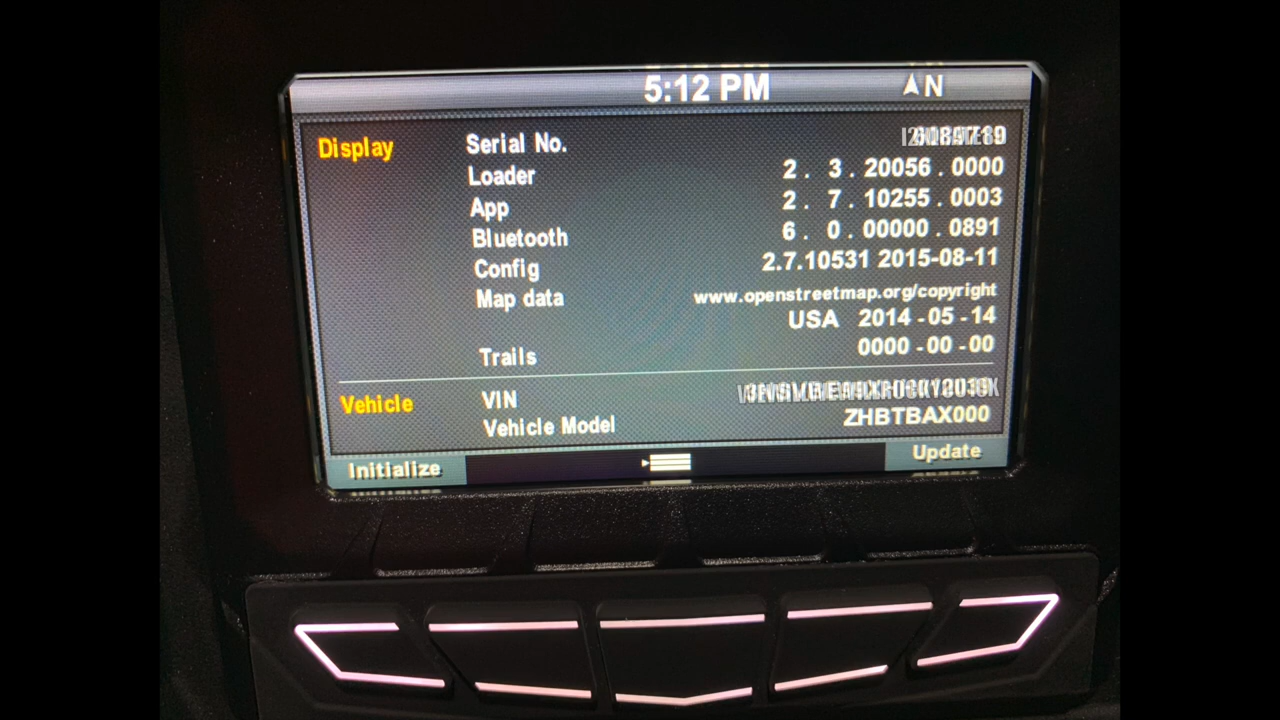 5:12 PM N
Display Serial No.
Loader 2 . 3 . 20056 . 0000
App 2 . 7 . 10255 . 0003
Bluetooth 6 . 0 . 00000 . 0891
Config 2.7.10531 2015-08-11
Map data www.openstreetmap.org/copyright
USA 2014 - 05 - 14
Trails 0000 - 00 - 00
Vehicle VIN
Vehicle Model ZHBTBAX000
Initialize Update